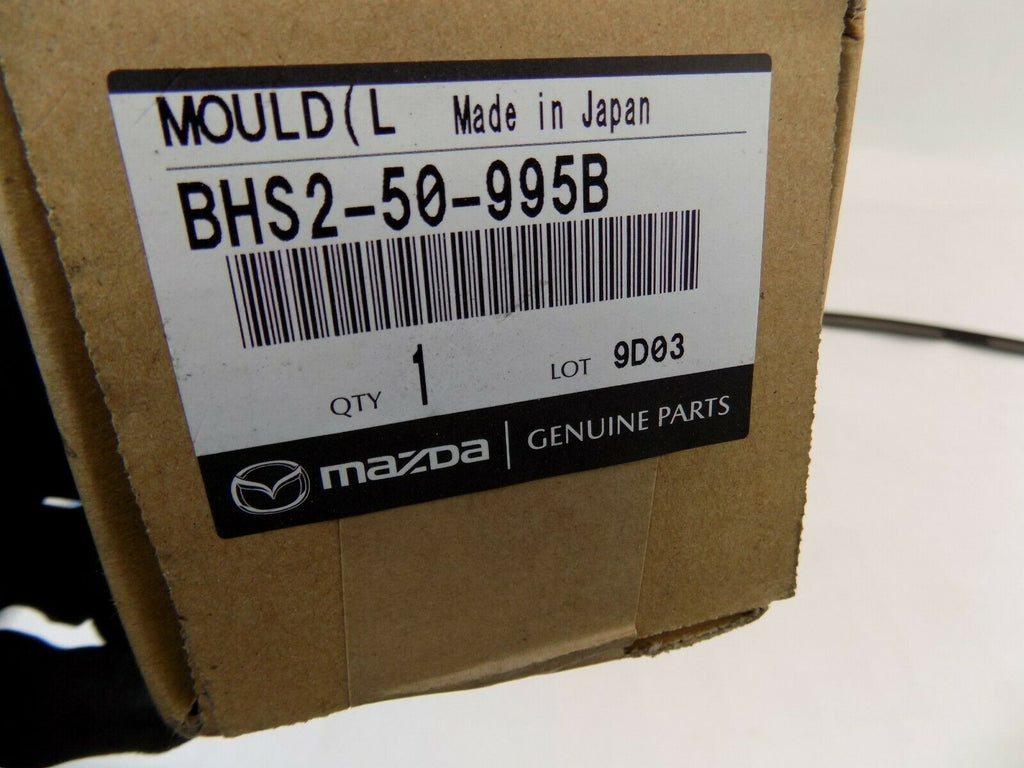 MOULD(L Made in Japan
BHS2-50-995B
QTY 1 LOT 9D03
mazda GENUINE PARTS